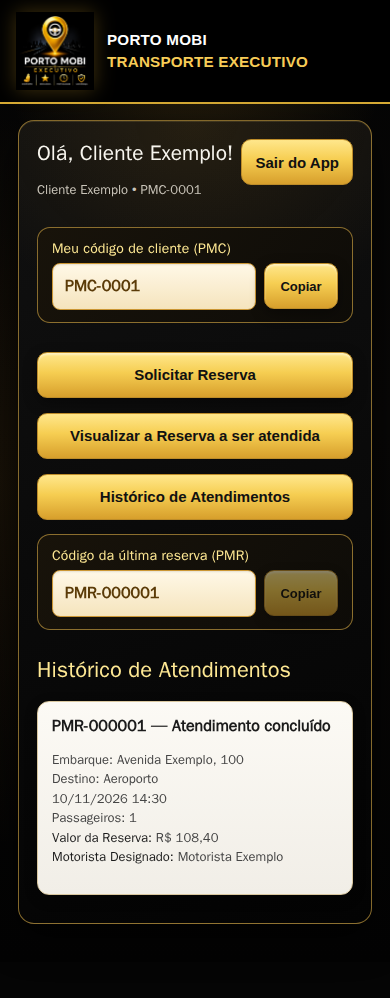 PORTO MOBI
EXECUTIVO
PORTO MOBI
TRANSPORTE EXECUTIVO
Olá, Cliente Exemplo!
Sair do App
Cliente Exemplo • PMC-0001
Meu código de cliente (PMC)
PMC-0001
Copiar
Solicitar Reserva
Visualizar a Reserva a ser atendida
Histórico de Atendimentos
Código da última reserva (PMR)
PMR-000001
Copiar
Histórico de Atendimentos
PMR-000001 — Atendimento concluído
Embarque: Avenida Exemplo, 100
Destino: Aeroporto
10/11/2026 14:30
Passageiros: 1
Valor da Reserva: R$ 108,40
Motorista Designado: Motorista Exemplo